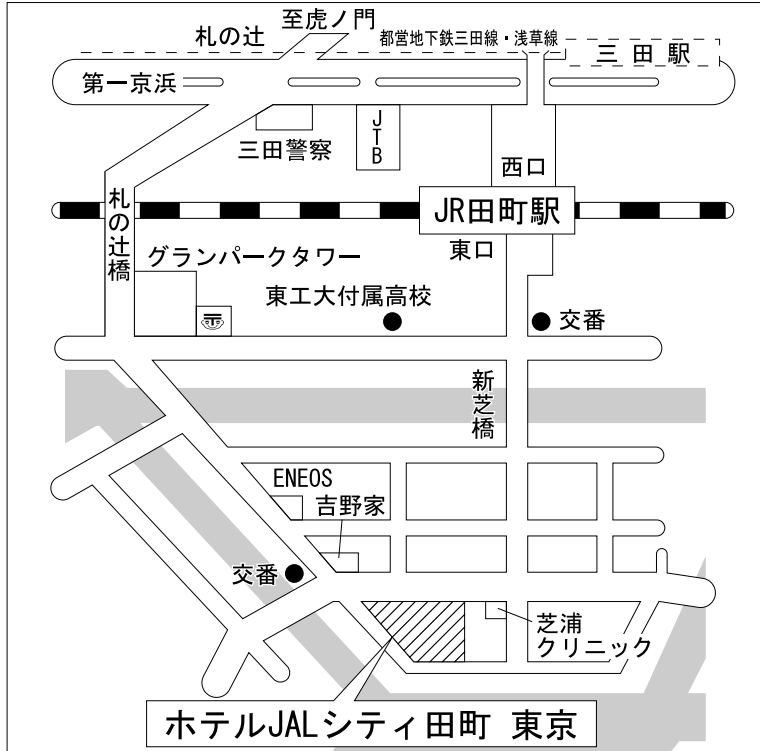 至虎ノ門
札の辻
都営地下鉄三田線・浅草線
三田駅
第一京浜
三田警察
JTB
西口
JR田町駅
東口
札の辻橋
グランパークタワー
東工大付属高校
交番
新芝橋
ENEOS
吉野家
交番
芝浦
クリニック
ホテルJALシティ田町 東京